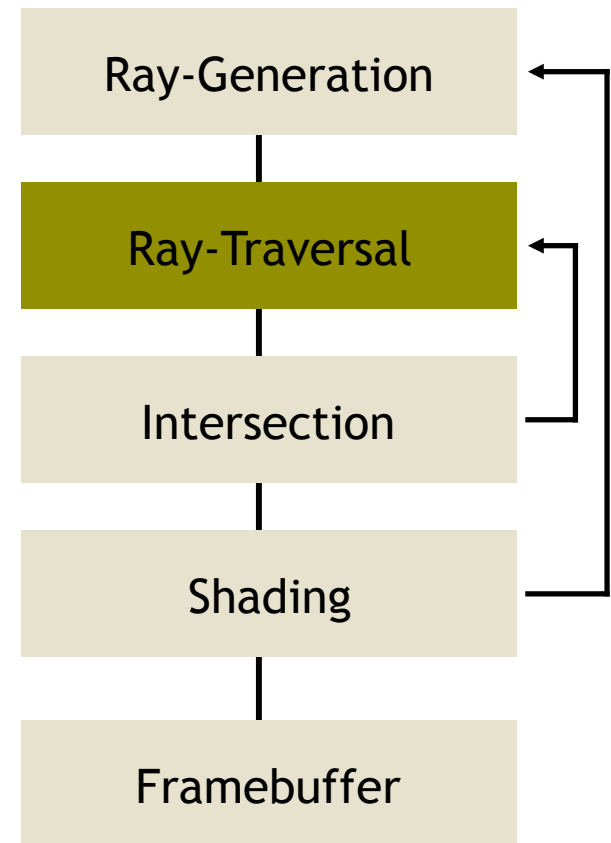 Ray-Generation
Ray-Traversal
Intersection
Shading
Framebuffer